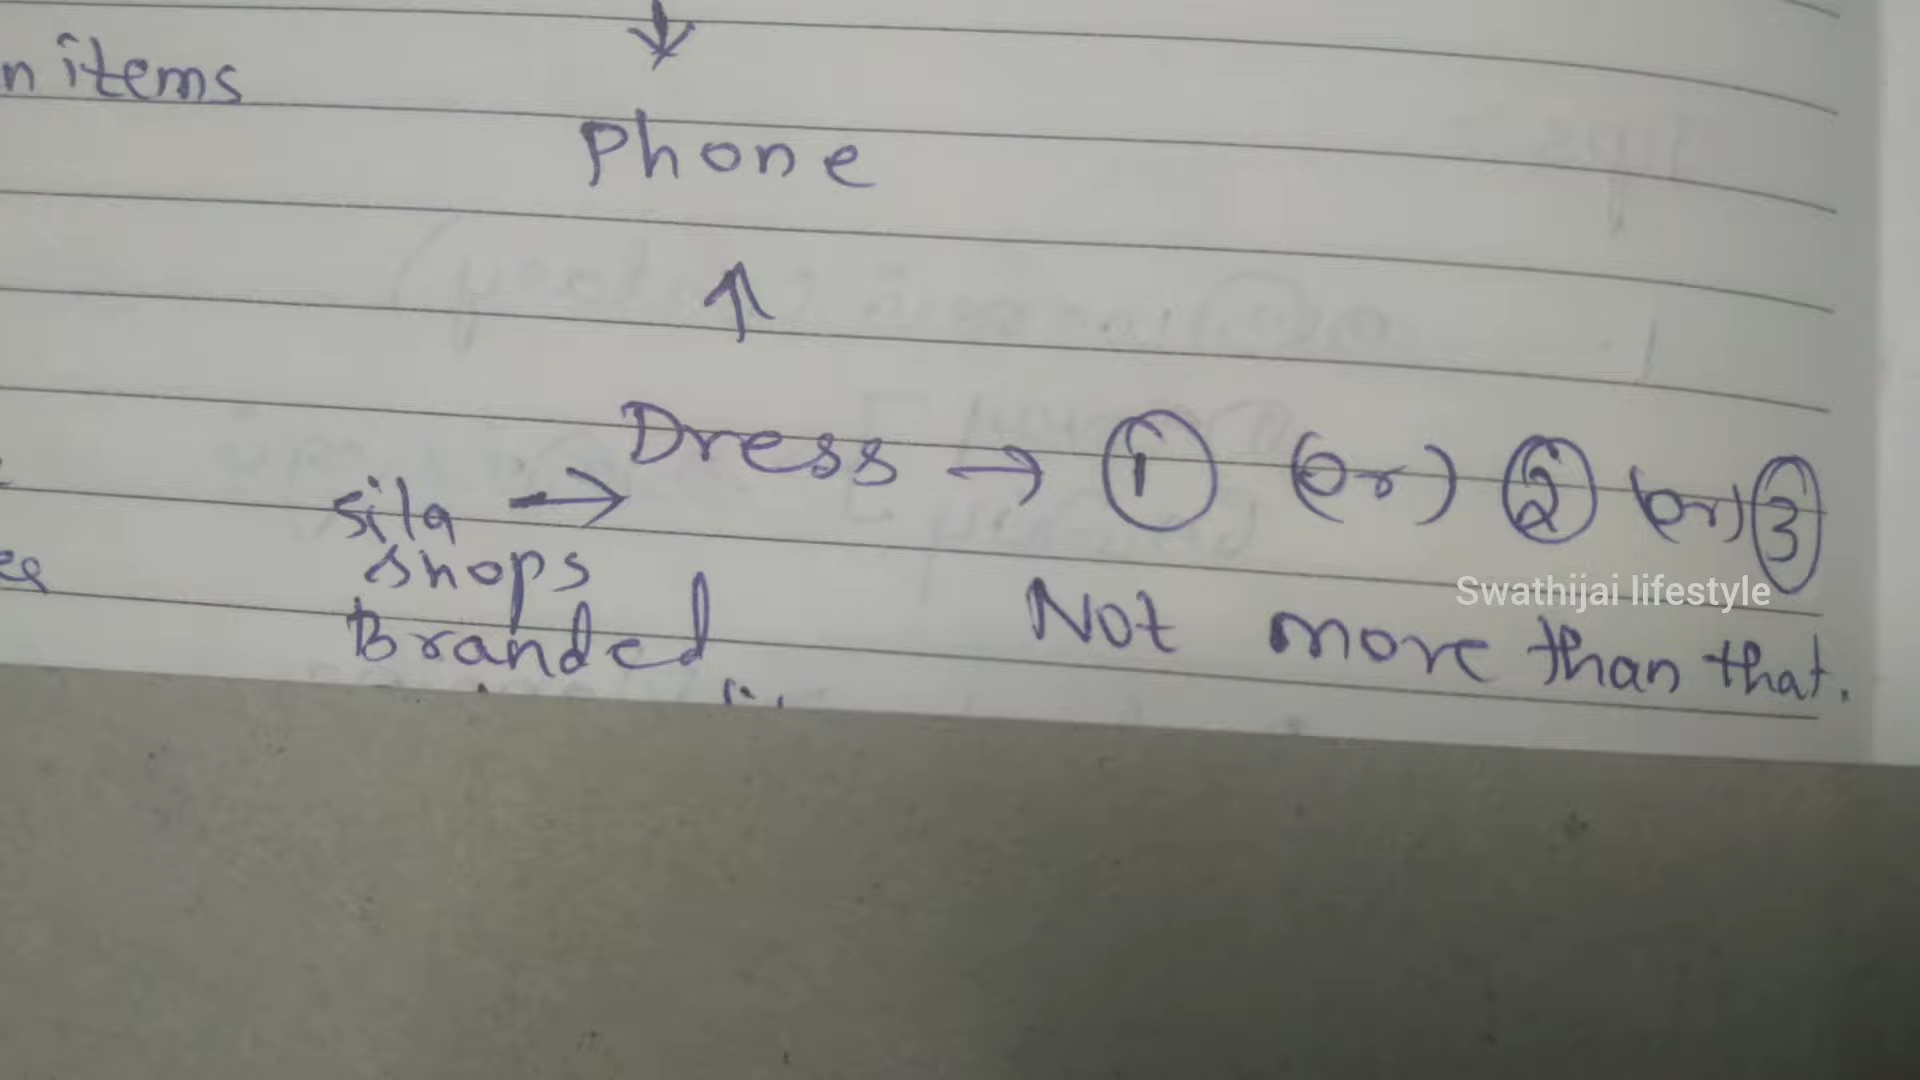 n items
↓
Phone
↑
Dress → ① (or) ② (or) ③
sila →
shops
Branded
Not more than that.
Swathijai lifestyle